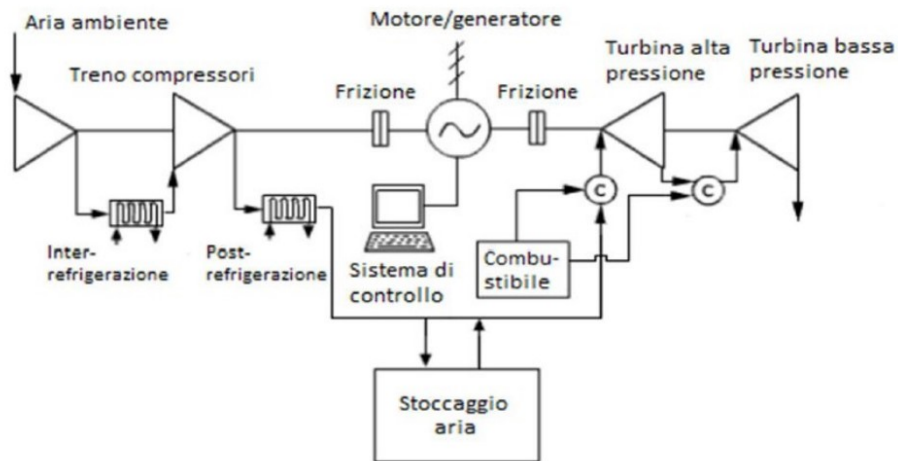 Aria ambiente
Motore/generatore
Turbina alta
pressione
Turbina bassa
pressione
Treno compressori
Frizione
Frizione
C
C
Inter-
refrigerazione
Post-
refrigerazione
Sistema di
controllo
Combu-
stibile
Stoccaggio
aria